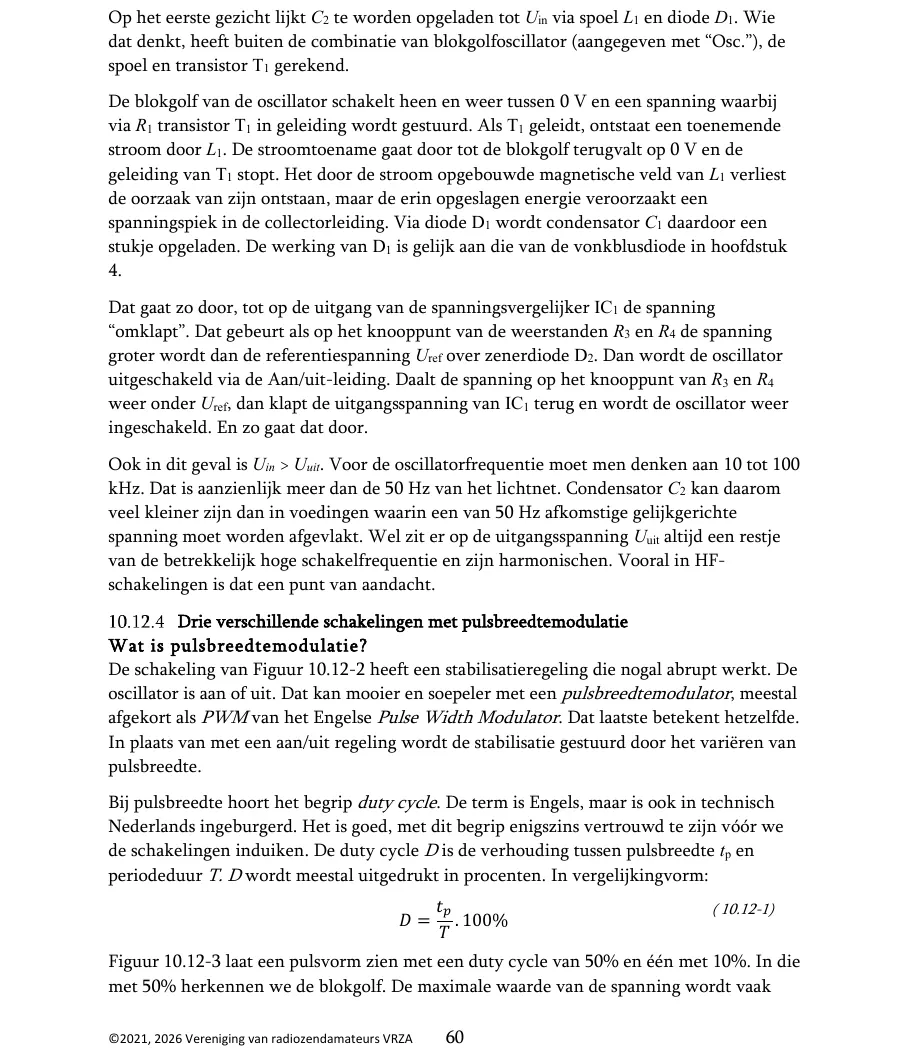 Op het eerste gezicht lijkt C2 te worden opgeladen tot Uin via spoel L1 en diode D1. Wie
dat denkt, heeft buiten de combinatie van blokgolfoscillator (aangegeven met “Osc.”), de
spoel en transistor T1 gerekend.
De blokgolf van de oscillator schakelt heen en weer tussen 0 V en een spanning waarbij
via R1 transistor T1 in geleiding wordt gestuurd. Als T1 geleidt, ontstaat een toenemende
stroom door L1. De stroomtoename gaat door tot de blokgolf terugvalt op 0 V en de
geleiding van T1 stopt. Het door de stroom opgebouwde magnetische veld van L1 verliest
de oorzaak van zijn ontstaan, maar de erin opgeslagen energie veroorzaakt een
spanningspiek in de collectorleiding. Via diode D1 wordt condensator C1 daardoor een
stukje opgeladen. De werking van D1 is gelijk aan die van de vonkblusdiode in hoofdstuk
4.
Dat gaat zo door, tot op de uitgang van de spanningsvergelijker IC1 de spanning
“omklapt”. Dat gebeurt als op het knooppunt van de weerstanden R3 en R4 de spanning
groter wordt dan de referentiespanning Uref over zenerdiode D2. Dan wordt de oscillator
uitgeschakeld via de Aan/uit-leiding. Daalt de spanning op het knooppunt van R3 en R4
weer onder Uref, dan klapt de uitgangsspanning van IC1 terug en wordt de oscillator weer
ingeschakeld. En zo gaat dat door.
Ook in dit geval is Uin > Uuit. Voor de oscillatorfrequentie moet men denken aan 10 tot 100
kHz. Dat is aanzienlijk meer dan de 50 Hz van het lichtnet. Condensator C2 kan daarom
veel kleiner zijn dan in voedingen waarin een van 50 Hz afkomstige gelijkgerichte
spanning moet worden afgevlakt. Wel zit er op de uitgangsspanning Uuit altijd een restje
van de betrekkelijk hoge schakelfrequentie en zijn harmonischen. Vooral in HF-
schakelingen is dat een punt van aandacht.
10.12.4 Drie verschillende schakelingen met pulsbreedtemodulatie
Wat is pulsbreedtemodulatie?
De schakeling van Figuur 10.12-2 heeft een stabilisatieregeling die nogal abrupt werkt. De
oscillator is aan of uit. Dat kan mooier en soepeler met een pulsbreedtemodulator, meestal
afgekort als PWM van het Engelse Pulse Width Modulator. Dat laatste betekent hetzelfde.
In plaats van met een aan/uit regeling wordt de stabilisatie gestuurd door het variëren van
pulsbreedte.
Bij pulsbreedte hoort het begrip duty cycle. De term is Engels, maar is ook in technisch
Nederlands ingeburgerd. Het is goed, met dit begrip enigszins vertrouwd te zijn vóór we
de schakelingen induiken. De duty cycle D is de verhouding tussen pulsbreedte tp en
periodeduur T. D wordt meestal uitgedrukt in procenten. In vergelijkingvorm:
D = tp/T . 100% ( 10.12-1)
Figuur 10.12-3 laat een pulsvorm zien met een duty cycle van 50% en één met 10%. In die
met 50% herkennen we de blokgolf. De maximale waarde van de spanning wordt vaak
©2021, 2026 Vereniging van radiozendamateurs VRZA 60